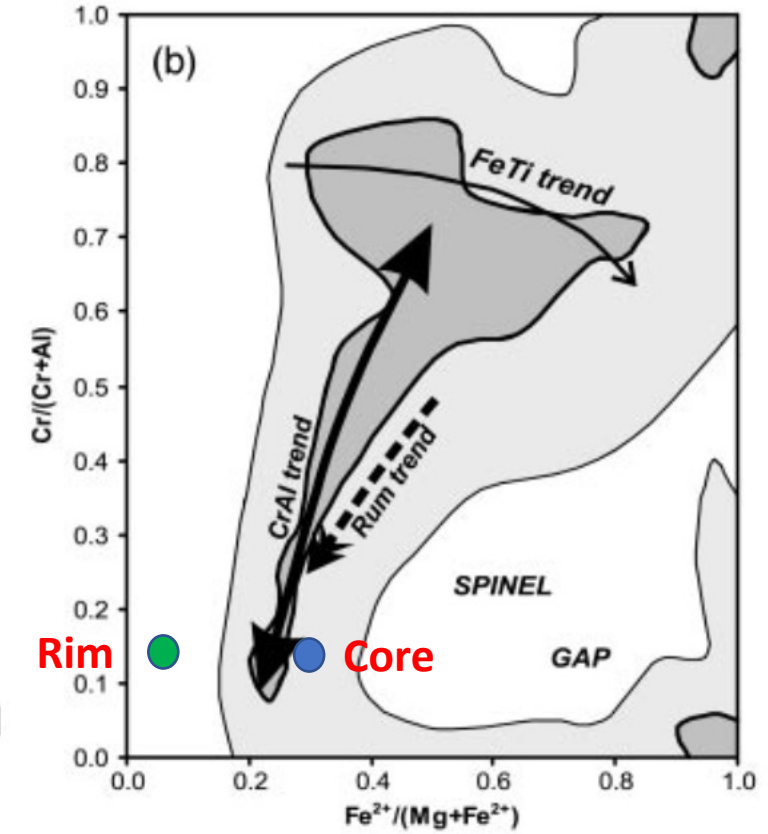 (b)
1.0
0.9
0.8
0.7
0.6
0.5
0.4
0.3
0.2
0.1
0.0
Cr/(Cr+Al)
FeTi trend
CrAl trend
Rum trend
SPINEL
GAP
Rim
Core
0.0 0.2 0.4 0.6 0.8 1.0
Fe²⁺/(Mg+Fe²⁺)